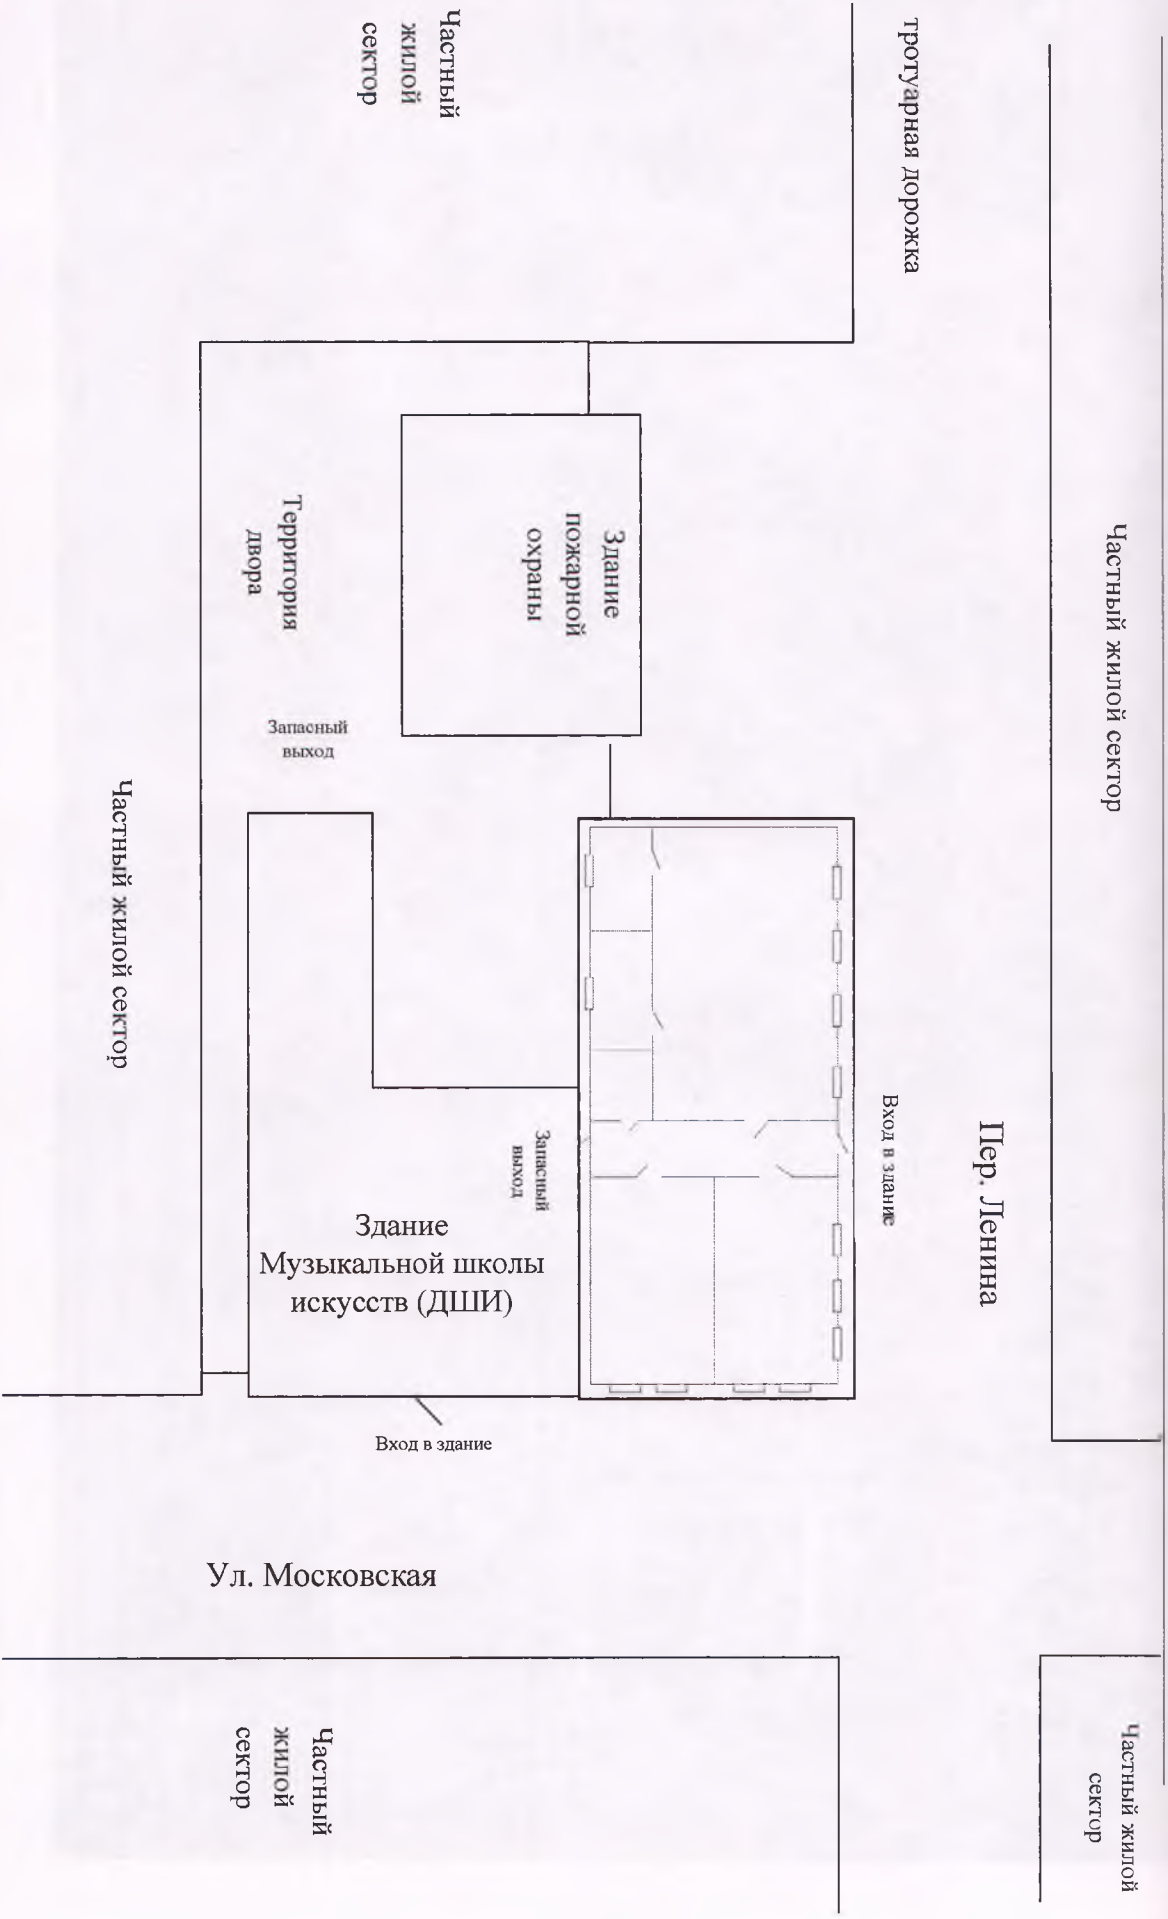 Частный
жилой
сектор
тротуарная дорожка
Частный жилой сектор
Здание
пожарной
охраны
Территория
двора
Запасный
выход
Частный жилой сектор
Вход в здание
Пер. Ленина
Запасный
выход
Здание
Музыкальной школы
искусств (ДШИ)
Вход в здание
Ул. Московская
Частный
жилой
сектор
Частный жилой
сектор